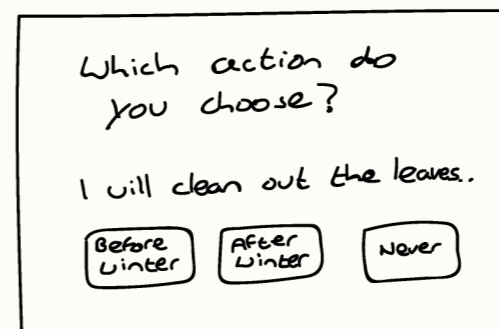 Which action do
you choose?
I will clean out the leaves..
Before
winter
After
winter
Never